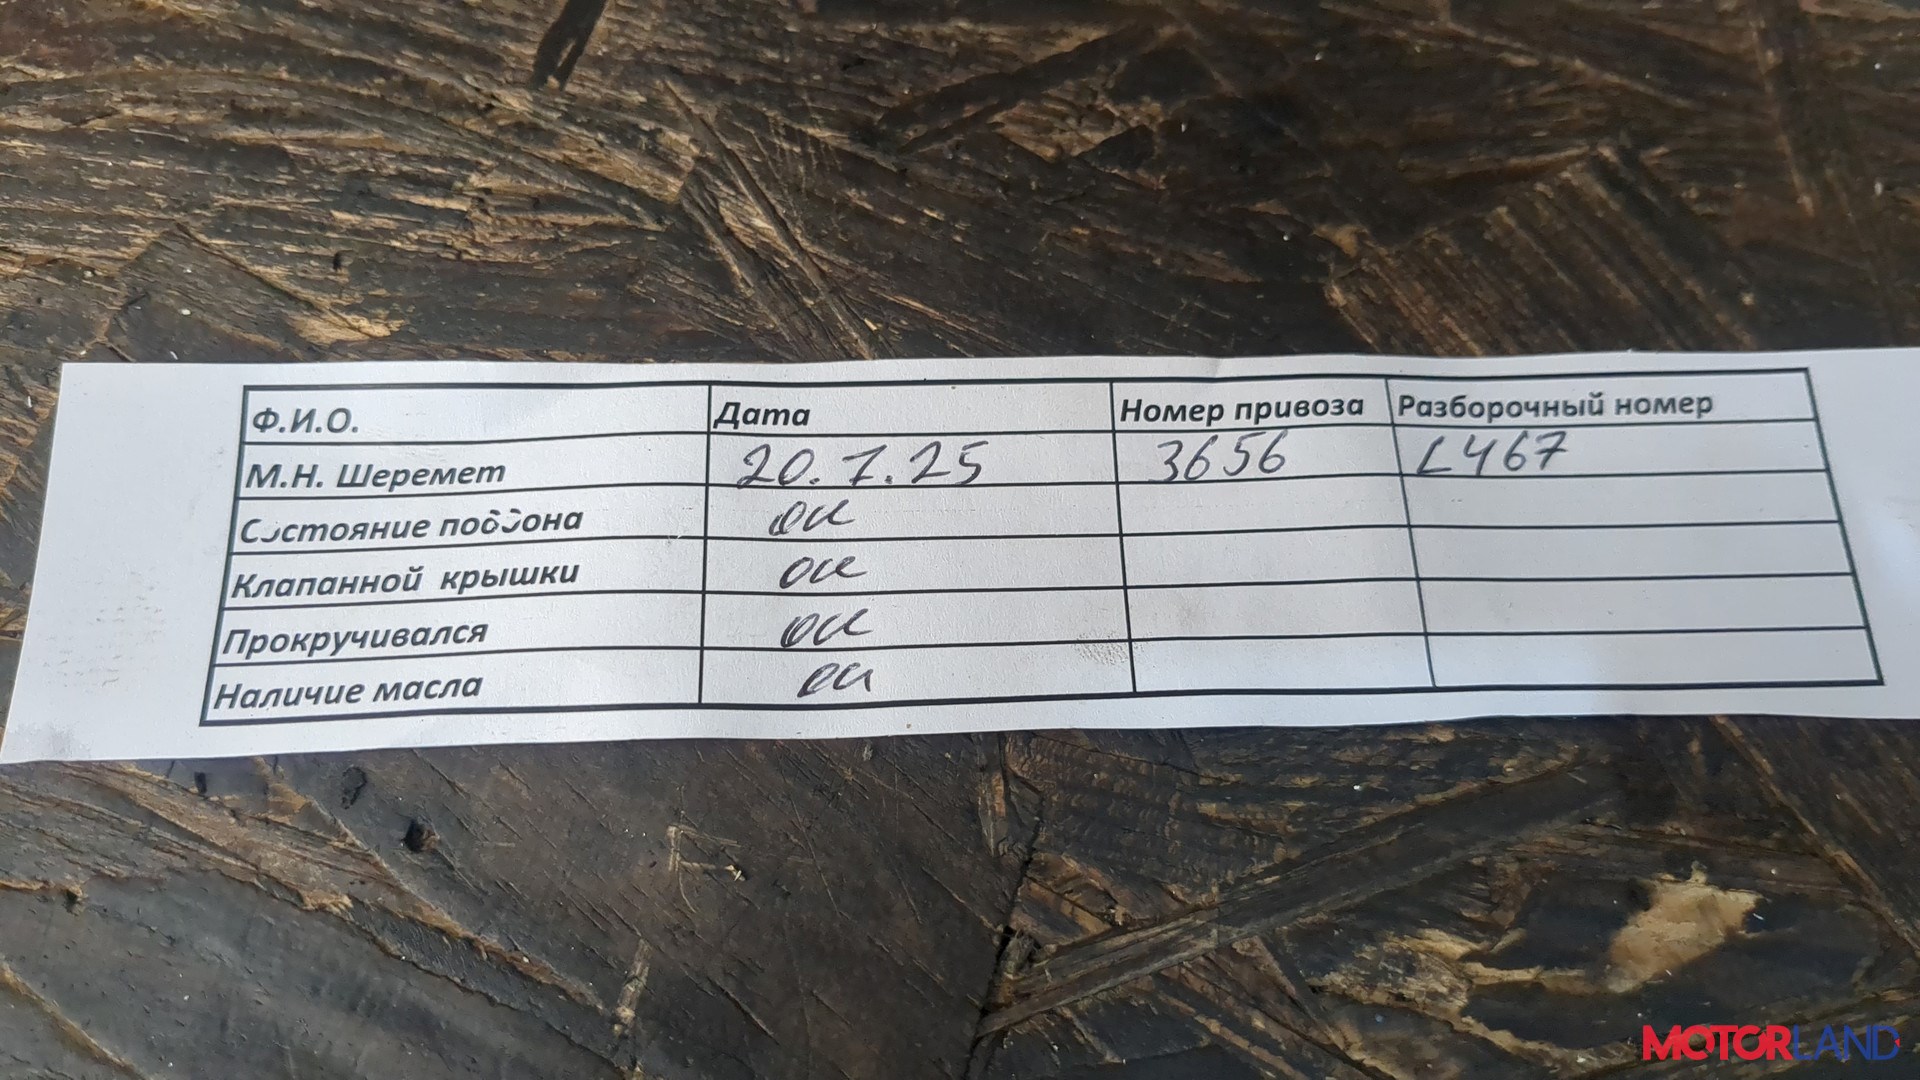 Ф.И.О. Дата Номер привоза Разборочный номер
М.Н. Шеремет 20.7.25 3656 L467
Состояние поддона ок
Клапанной крышки ок
Прокручивался ок
Наличие масла ок
MOTORLAND